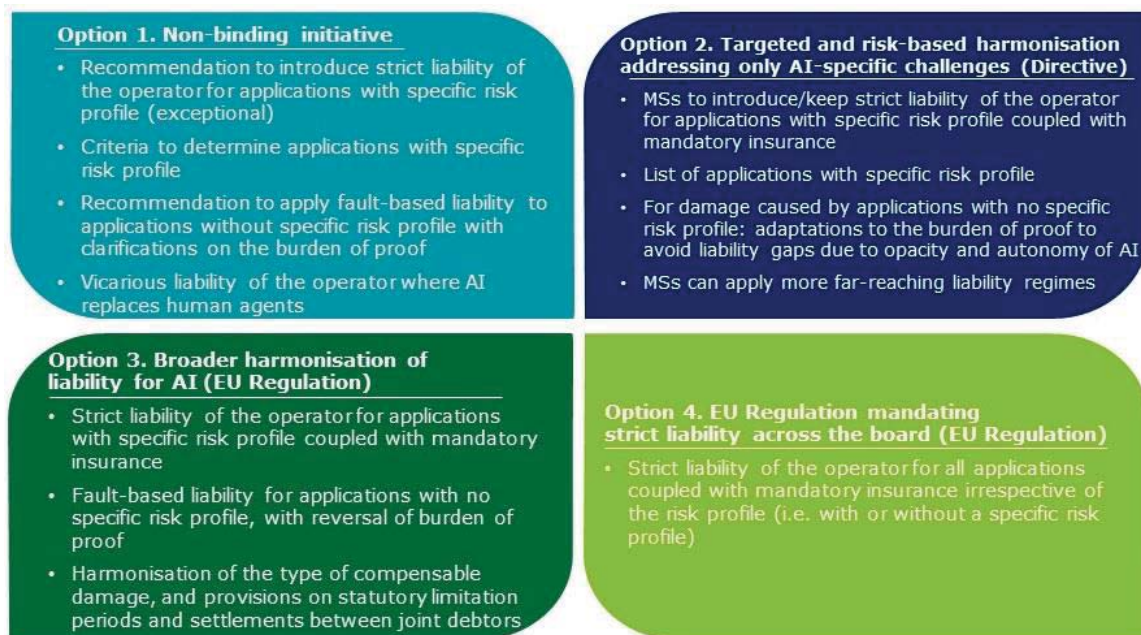 Option 1. Non-binding initiative
• Recommendation to introduce strict liability of
the operator for applications with specific risk
profile (exceptional)
• Criteria to determine applications with specific
risk profile
• Recommendation to apply fault-based liability to
applications without specific risk profile with
clarifications on the burden of proof
• Vicarious liability of the operator where AI
replaces human agents
Option 2. Targeted and risk-based harmonisation
addressing only AI-specific challenges (Directive)
• MSs to introduce/keep strict liability of the operator
for applications with specific risk profile coupled with
mandatory insurance
• List of applications with specific risk profile
• For damage caused by applications with no specific
risk profile: adaptations to the burden of proof to
avoid liability gaps due to opacity and autonomy of AI
• MSs can apply more far-reaching liability regimes
Option 3. Broader harmonisation of
liability for AI (EU Regulation)
• Strict liability of the operator for applications
with specific risk profile coupled with mandatory
insurance
• Fault-based liability for applications with no
specific risk profile, with reversal of burden of
proof
• Harmonisation of the type of compensable
damage, and provisions on statutory limitation
periods and settlements between joint debtors
Option 4. EU Regulation mandating
strict liability across the board (EU Regulation)
• Strict liability of the operator for all applications
coupled with mandatory insurance irrespective of
the risk profile (i.e. with or without a specific risk
profile)